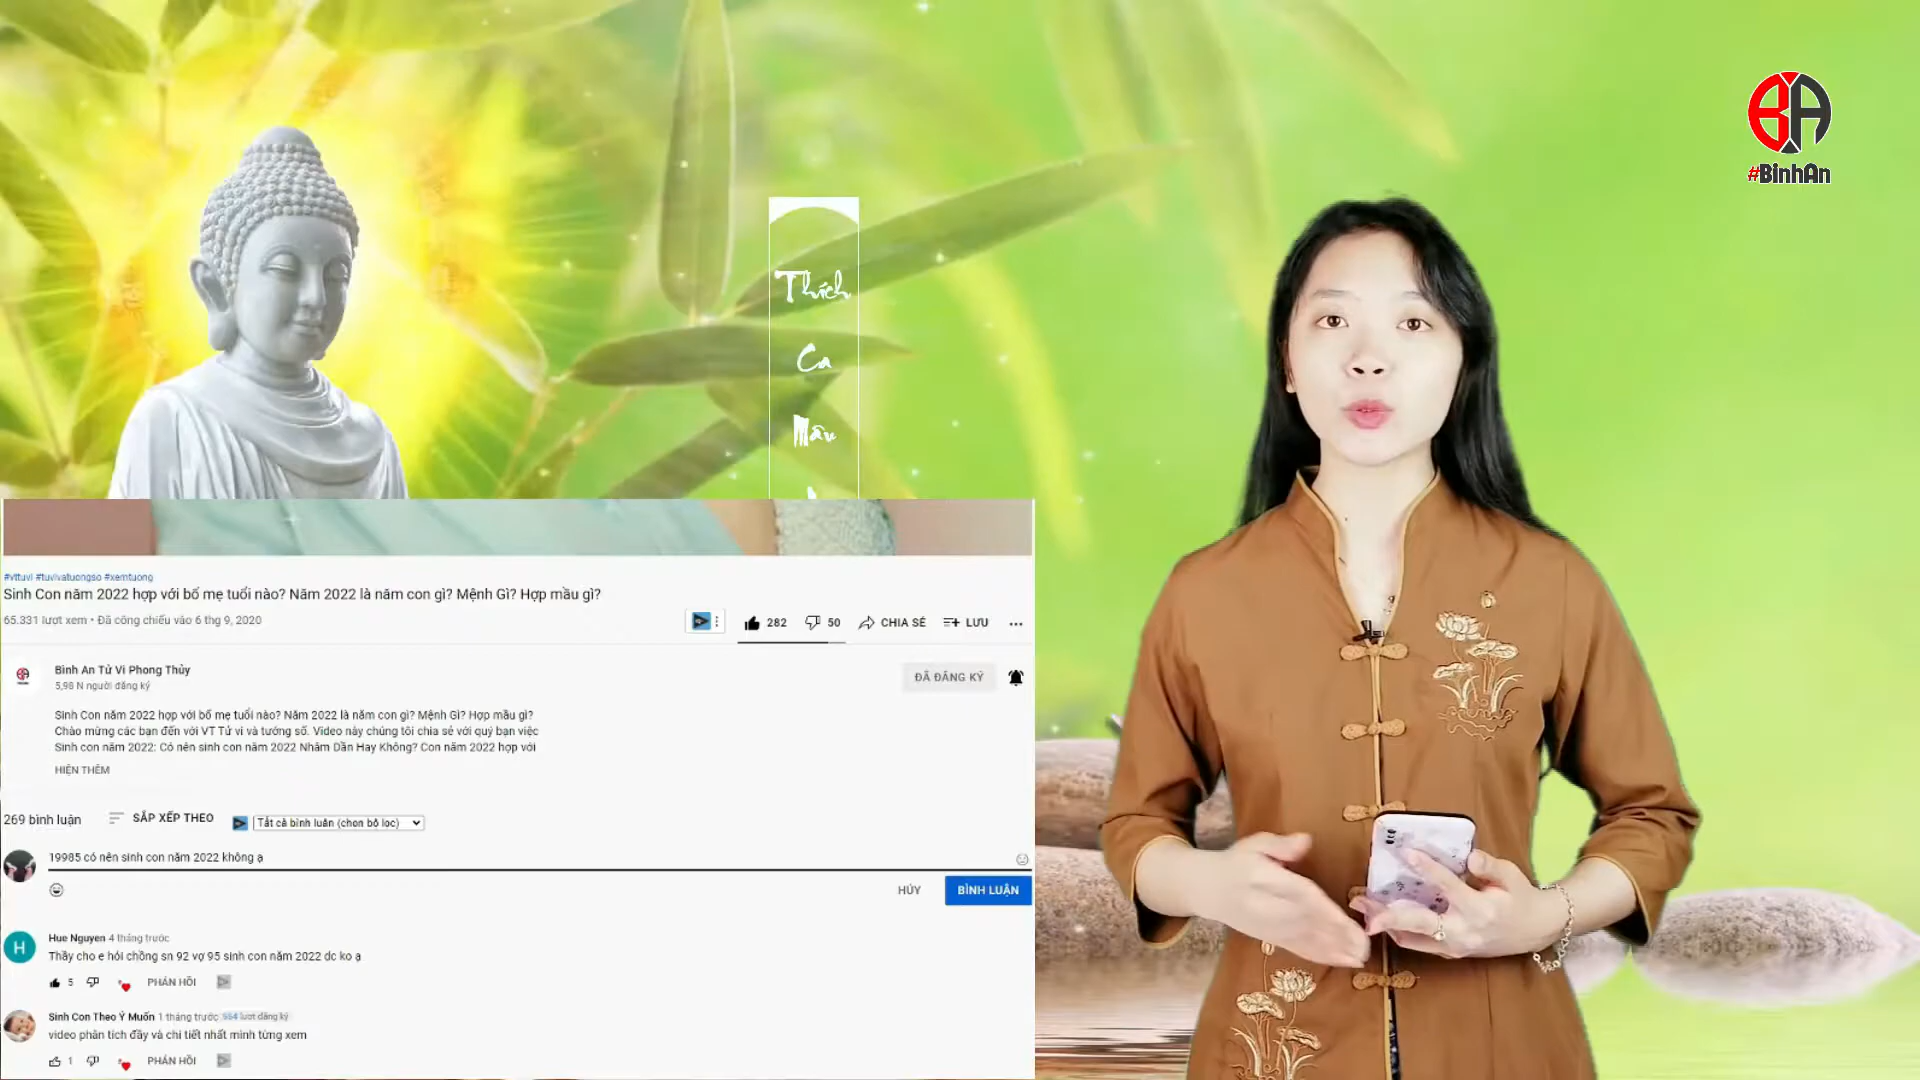 #BinhAn
Thích
Ca
Mâu
#vttuvi #tuvivatuongso #xemtuong
Sinh Con năm 2022 hợp với bố mẹ tuổi nào? Năm 2022 là năm con gì? Mệnh Gì? Hợp mầu gì?
65.331 lượt xem • Đã công chiếu vào 6 thg 9, 2020
282
50
CHIA SẺ
LƯU
Bình An Tử Vi Phong Thủy
5,98 N người đăng ký
ĐÃ ĐĂNG KÝ
Sinh Con năm 2022 hợp với bố mẹ tuổi nào? Năm 2022 là năm con gì? Mệnh Gì? Hợp mầu gì?
Chào mừng các bạn đến với VT Tử vi và tướng số. Video này chúng tôi chia sẻ với quý bạn việc
Sinh con năm 2022: Có nên sinh con năm 2022 Nhâm Dần Hay Không? Con năm 2022 hợp với
HIỆN THÊM
269 bình luận
SẮP XẾP THEO
Tất cả bình luận (chọn bộ lọc)
19985 có nên sinh con năm 2022 không ạ
HỦY
BÌNH LUẬN
H
Hue Nguyen 4 tháng trước
Thầy cho e hỏi chồng sn 92 vợ 95 sinh con năm 2022 dc ko ạ
5
PHẢN HỒI
Sinh Con Theo Ý Muốn 1 tháng trước 664 lượt đăng ký
video phân tích đầy và chi tiết nhất mình từng xem
1
PHẢN HỒI